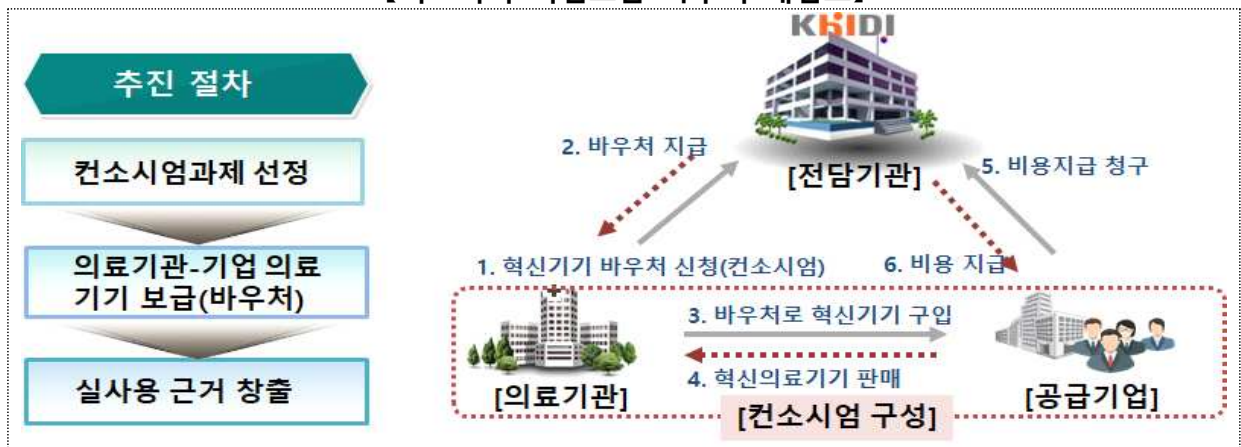 KHIDI
추진 절차
컨소시엄과제 선정
의료기관-기업 의료
기기 보급(바우처)
실사용 근거 창출
2. 바우처 지급
[전담기관]
5. 비용지급 청구
1. 혁신기기 바우처 신청(컨소시엄)
6. 비용 지급
3. 바우처로 혁신기기 구입
4. 혁신의료기기 판매
[의료기관]
[공급기업]
[컨소시엄 구성]